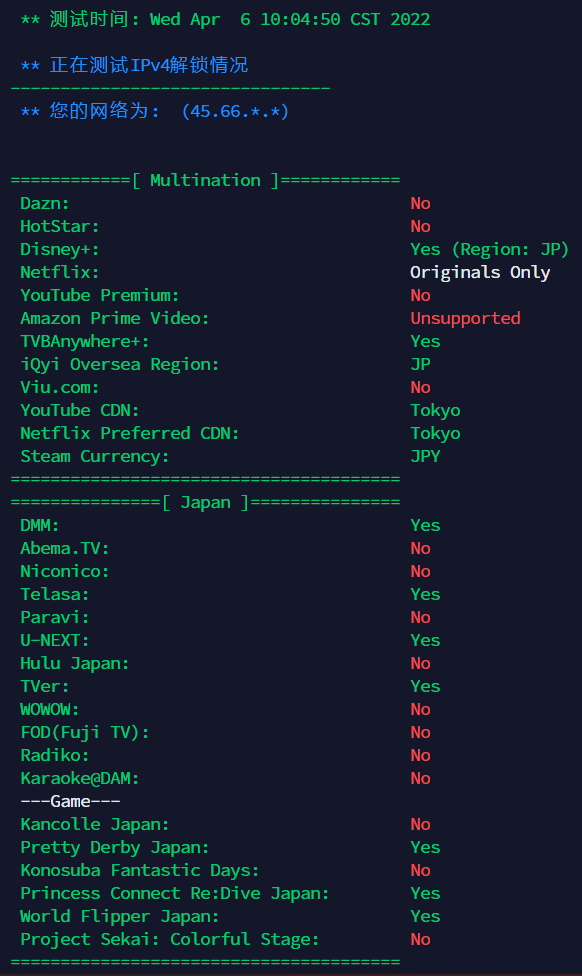 ** 测试时间: Wed Apr  6 10:04:50 CST 2022
** 正在测试IPv4解锁情况
--------------------------------
** 您的网络为:  (45.66.*.*)
============[ Multination ]============
Dazn: No
HotStar: No
Disney+: Yes (Region: JP)
Netflix: Originals Only
YouTube Premium: No
Amazon Prime Video: Unsupported
TVBAnywhere+: Yes
iQyi Oversea Region: JP
Viu.com: No
YouTube CDN: Tokyo
Netflix Preferred CDN: Tokyo
Steam Currency: JPY
=======================================
===============[ Japan ]===============
DMM: Yes
Abema.TV: No
Niconico: No
Telasa: Yes
Paravi: No
U-NEXT: Yes
Hulu Japan: No
TVer: Yes
WOWOW: No
FOD(Fuji TV): No
Radiko: No
Karaoke@DAM: No
---Game---
Kancolle Japan: No
Pretty Derby Japan: Yes
Konosuba Fantastic Days: No
Princess Connect Re:Dive Japan: Yes
World Flipper Japan: Yes
Project Sekai: Colorful Stage: No
=======================================